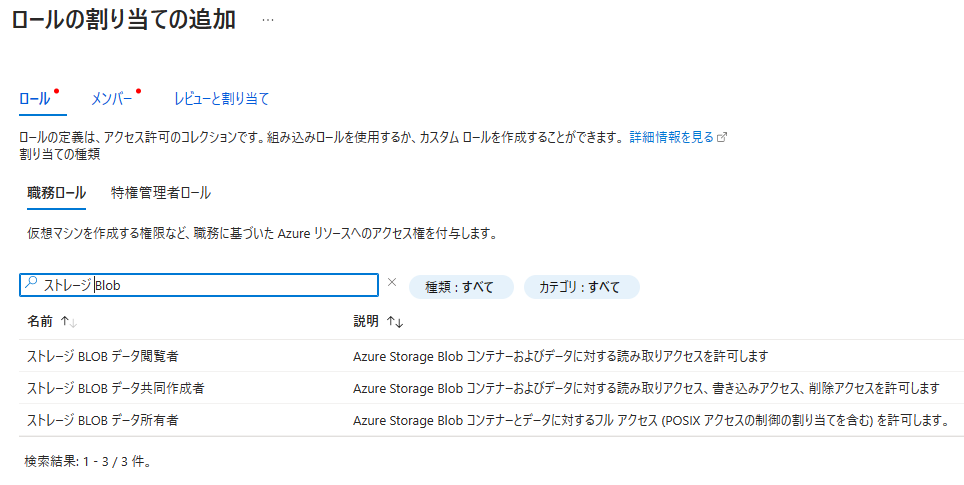 ロールの割り当ての追加 …
ロール メンバー レビューと割り当て
ロールの定義は、アクセス許可のコレクションです。組み込みロールを使用するか、カスタム ロールを作成することができます。 詳細情報を見る
割り当ての種類
職務ロール 特権管理者ロール
仮想マシンを作成する権限など、職務に基づいた Azure リソースへのアクセス権を付与します。
ストレージ Blob × 種類 : すべて カテゴリ : すべて
名前 ↑↓ 説明 ↑↓
ストレージ BLOB データ閲覧者 Azure Storage Blob コンテナーおよびデータに対する読み取りアクセスを許可します
ストレージ BLOB データ共同作成者 Azure Storage Blob コンテナーおよびデータに対する読み取りアクセス、書き込みアクセス、削除アクセスを許可します
ストレージ BLOB データ所有者 Azure Storage Blob コンテナーとデータに対するフル アクセス (POSIX アクセスの制御の割り当てを含む) を許可します。
検索結果: 1 - 3 / 3 件。